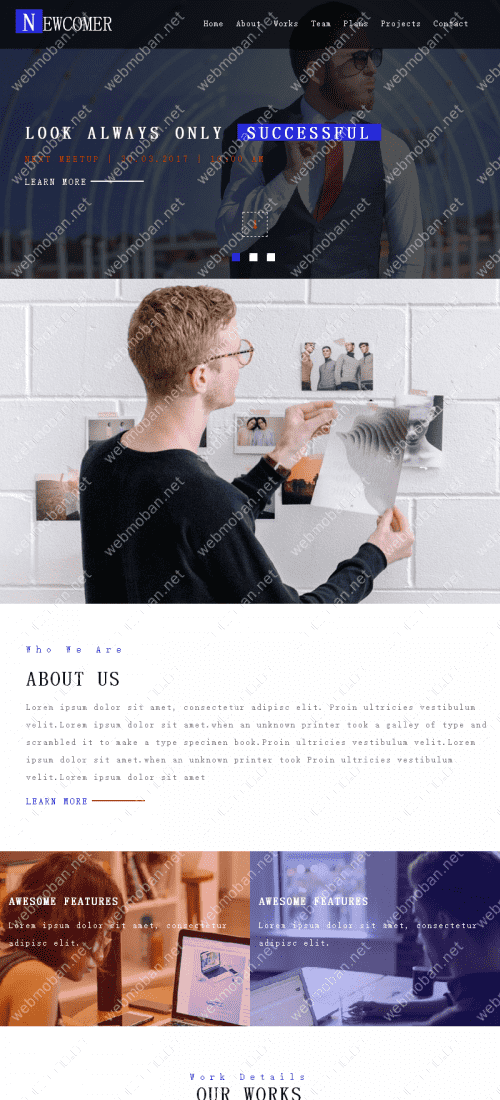 NEWCOMER
Home About Works Team Plans Projects Contact
LOOK ALWAYS ONLY SUCCESSFUL
NEXT MEETUP | 20.03.2017 | 10:00 AM
LEARN MORE
Who We Are
ABOUT US
Lorem ipsum dolor sit amet, consectetur adipisc elit. Proin ultricies vestibulum
velit.Lorem ipsum dolor sit amet.when an unknown printer took a galley of type and
scrambled it to make a type specimen book.Proin ultricies vestibulum velit.Lorem
ipsum dolor sit amet.when an unknown printer took Proin ultricies vestibulum
velit.Lorem ipsum dolor sit amet
LEARN MORE
AWESOME FEATURES
Lorem ipsum dolor sit amet, consectetur
adipisc elit.
AWESOME FEATURES
Lorem ipsum dolor sit amet, consectetur
adipisc elit.
Work Details
OUR WORKS
webmoban.net